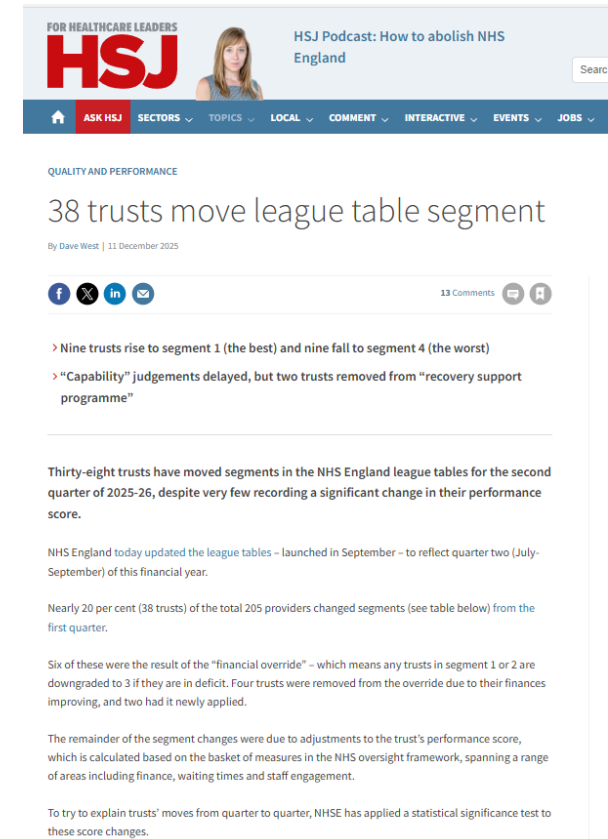 FOR HEALTHCARE LEADERS
HSJ
HSJ Podcast: How to abolish NHS
England
Searc
ASK HSJ SECTORS TOPICS LOCAL COMMENT INTERACTIVE EVENTS JOBS
QUALITY AND PERFORMANCE
38 trusts move league table segment
By Dave West | 11 December 2025
13 Comments
Nine trusts rise to segment 1 (the best) and nine fall to segment 4 (the worst)
“Capability” judgements delayed, but two trusts removed from “recovery support
programme”
Thirty-eight trusts have moved segments in the NHS England league tables for the second
quarter of 2025-26, despite very few recording a significant change in their performance
score.
NHS England today updated the league tables – launched in September – to reflect quarter two (July-
September) of this financial year.
Nearly 20 per cent (38 trusts) of the total 205 providers changed segments (see table below) from the
first quarter.
Six of these were the result of the “financial override” – which means any trusts in segment 1 or 2 are
downgraded to 3 if they are in deficit. Four trusts were removed from the override due to their finances
improving, and two had it newly applied.
The remainder of the segment changes were due to adjustments to the trust’s performance score,
which is calculated based on the basket of measures in the NHS oversight framework, spanning a range
of areas including finance, waiting times and staff engagement.
To try to explain trusts’ moves from quarter to quarter, NHSE has applied a statistical significance test to
these score changes.